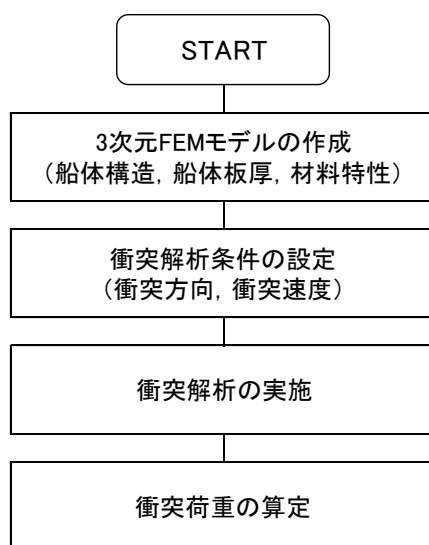 START
3次元FEMモデルの作成
（船体構造, 船体板厚, 材料特性）
衝突解析条件の設定
（衝突方向, 衝突速度）
衝突解析の実施
衝突荷重の算定